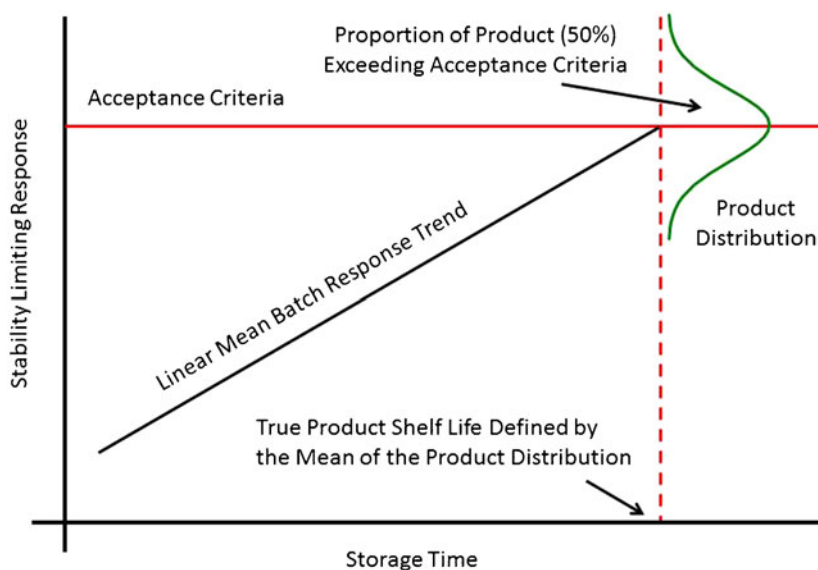 Proportion of Product (50%)
Exceeding Acceptance Criteria
Acceptance Criteria
Product
Distribution
Linear Mean Batch Response Trend
Stability Limiting Response
True Product Shelf Life Defined by
the Mean of the Product Distribution
Storage Time